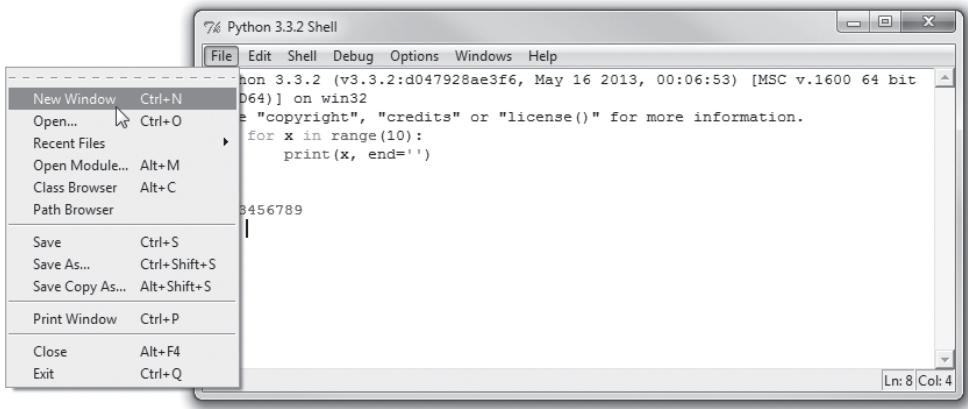 Python 3.3.2 Shell
File Edit Shell Debug Options Windows Help
hon 3.3.2 (v3.3.2:d047928ae3f6, May 16 2013, 00:06:53) [MSC v.1600 64 bit
D64)] on win32
e "copyright", "credits" or "license()" for more information.
for x in range(10):
print(x, end='')
3456789
New Window Ctrl+N
Open... Ctrl+O
Recent Files
Open Module... Alt+M
Class Browser Alt+C
Path Browser
Save Ctrl+S
Save As... Ctrl+Shift+S
Save Copy As... Alt+Shift+S
Print Window Ctrl+P
Close Alt+F4
Exit Ctrl+Q
Ln: 8 Col: 4